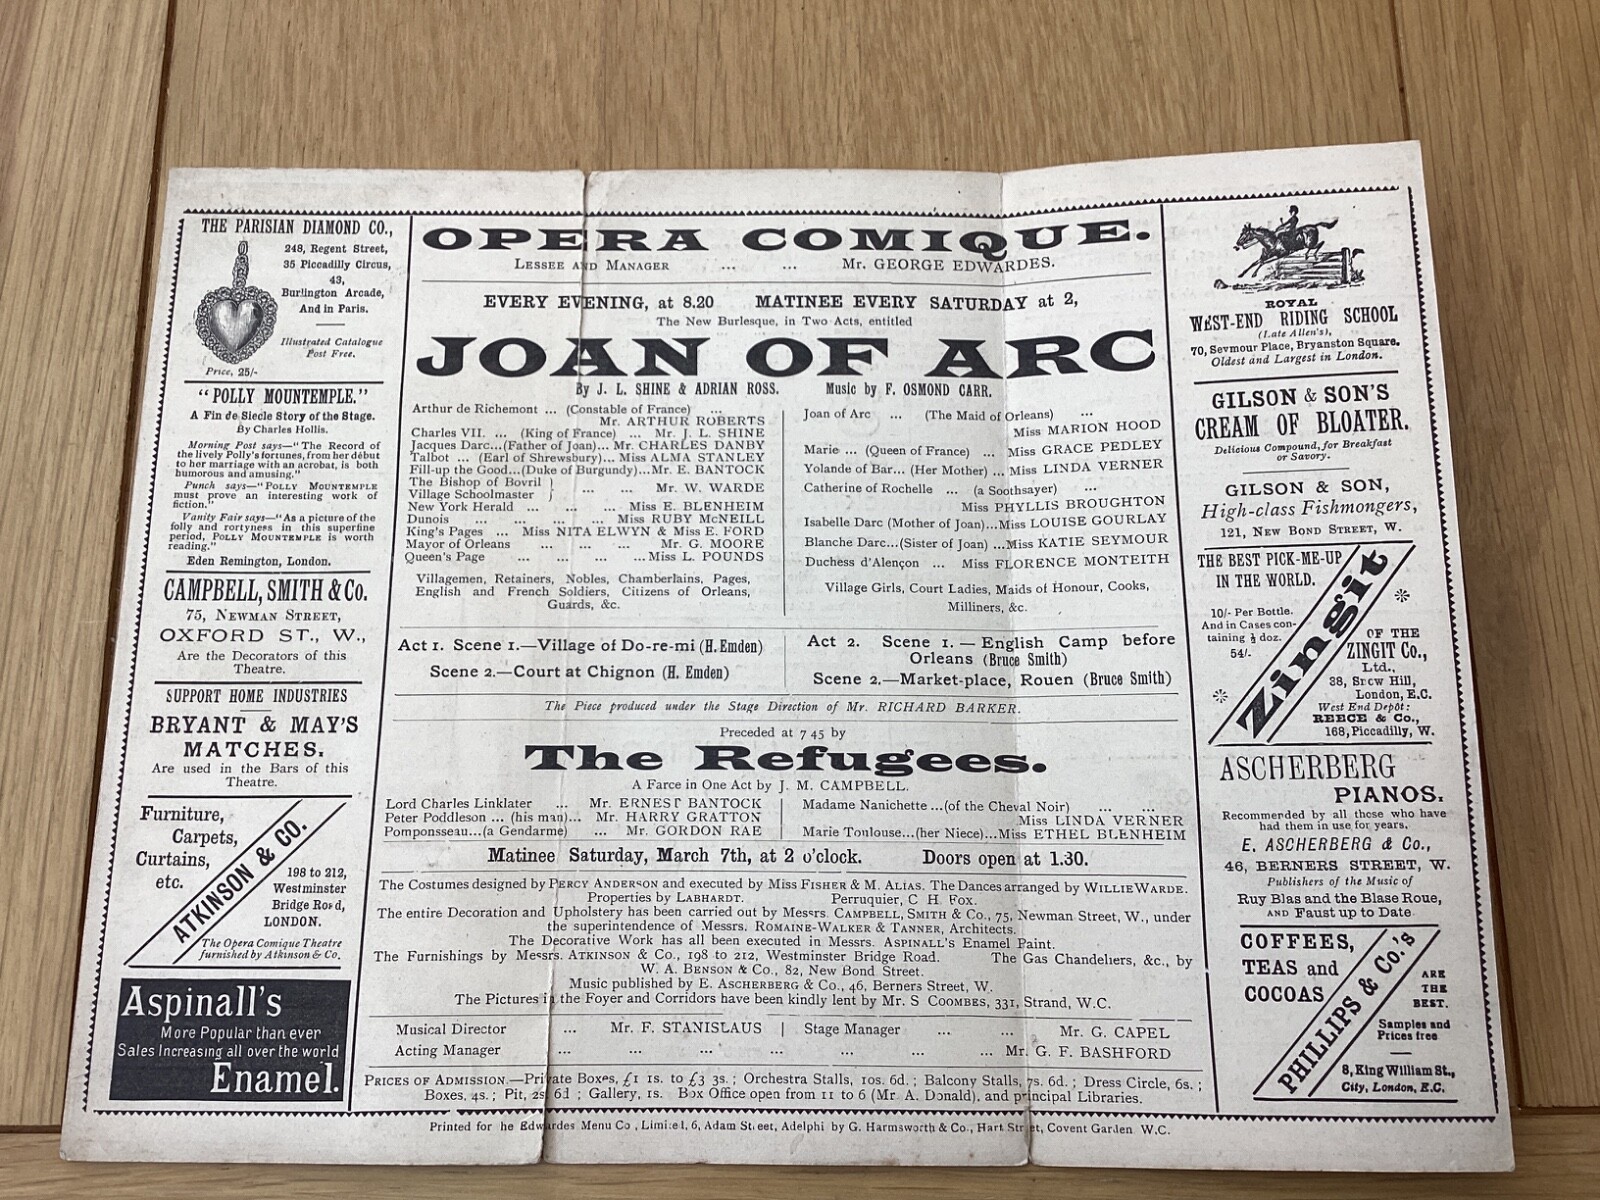 THE PARISIAN DIAMOND CO.,
248, Regent Street,
35 Piccadilly Circus,
43,
Burlington Arcade,
And in Paris.
Illustrated Catalogue
Post Free.
Price, 25/-
"POLLY MOUNTEMPLE."
A Fin de Siecle Story of the Stage.
By Charles Hollis.
Morning Post says—"The Record of
the lively Polly's fortunes, from her début
to her marriage with an acrobat, is both
humorous and amusing."
Punch says—"POLLY MOUNTEMPLE
must prove an interesting work of
fiction."
Vanity Fair says—"As a picture of the
folly and rortyness in this superfine
period, POLLY MOUNTEMPLE is worth
reading."
Eden Remington, London.
CAMPBELL, SMITH & Co.
75, NEWMAN STREET,
OXFORD ST., W.,
Are the Decorators of this
Theatre.
SUPPORT HOME INDUSTRIES
BRYANT & MAY'S
MATCHES.
Are used in the Bars of this
Theatre.
Furniture,
Carpets,
Curtains,
etc.
ATKINSON & CO.
198 to 212,
Westminster
Bridge Road,
LONDON.
The Opera Comique Theatre
furnished by Atkinson & Co.
Aspinall's
More Popular than ever
Sales Increasing all over the world
Enamel.
OPERA COMIQUE.
LESSEE AND MANAGER ... ... Mr. GEORGE EDWARDES.
EVERY EVENING, at 8.20 MATINEE EVERY SATURDAY at 2,
The New Burlesque, in Two Acts, entitled
JOAN OF ARC
By J. L. SHINE & ADRIAN ROSS. Music by F. OSMOND CARR.
Arthur de Richemont ... (Constable of France) ...
Mr. ARTHUR ROBERTS
Charles VII. ... (King of France) ... Mr. J. L. SHINE
Jacques Darc...(Father of Joan)... Mr. CHARLES DANBY
Talbot ... (Earl of Shrewsbury)... Miss ALMA STANLEY
Fill-up the Good...(Duke of Burgundy)...Mr. E. BANTOCK
The Bishop of Bovril }
Village Schoolmaster } ... ... Mr. W. WARDE
New York Herald ... ... ... Miss E. BLENHEIM
Dunois ... ... ... ... Miss RUBY McNEILL
King's Pages ... Miss NITA ELWYN & Miss E. FORD
Mayor of Orleans ... ... ... Mr. G. MOORE
Queen's Page ... ... ... ... Miss L. POUNDS
Villagemen, Retainers, Nobles, Chamberlains, Pages,
English and French Soldiers, Citizens of Orleans,
Guards, &c.
Joan of Arc ... (The Maid of Orleans) ...
Miss MARION HOOD
Marie ... (Queen of France) ... Miss GRACE PEDLEY
Yolande of Bar... (Her Mother) ... Miss LINDA VERNER
Catherine of Rochelle ... (a Soothsayer) ...
Miss PHYLLIS BROUGHTON
Isabelle Darc (Mother of Joan)...Miss LOUISE GOURLAY
Blanche Darc...(Sister of Joan) ...Miss KATIE SEYMOUR
Duchess d'Alençon ... Miss FLORENCE MONTEITH
Village Girls, Court Ladies, Maids of Honour, Cooks,
Milliners, &c.
Act 1. Scene 1.—Village of Do-re-mi (H. Emden)
Scene 2.—Court at Chignon (H. Emden)
Act 2. Scene 1. — English Camp before
Orleans (Bruce Smith)
Scene 2.—Market-place, Rouen (Bruce Smith)
The Piece produced under the Stage Direction of Mr. RICHARD BARKER.
Preceded at 7 45 by
The Refugees.
A Farce in One Act by J. M. CAMPBELL.
Lord Charles Linklater ... Mr. ERNEST BANTOCK
Peter Poddleson ... (his man)... Mr. HARRY GRATTON
Pomponsseau...(a Gendarme) ... Mr. GORDON RAE
Madame Nanichette ...(of the Cheval Noir) ... ...
Miss LINDA VERNER
Marie Toulouse...(her Niece)...Miss ETHEL BLENHEIM
Matinee Saturday, March 7th, at 2 o'clock. Doors open at 1.30.
The Costumes designed by PERCY ANDERSON and executed by Miss FISHER & M. ALIAS. The Dances arranged by WILLIE WARDE.
Properties by LABHARDT. Perruquier, C H. FOX.
The entire Decoration and Upholstery has been carried out by Messrs. CAMPBELL, SMITH & Co., 75, Newman Street, W., under
the superintendence of Messrs. ROMAINE-WALKER & TANNER, Architects.
The Decorative Work has all been executed in Messrs. ASPINALL'S Enamel Paint.
The Furnishings by Messrs. ATKINSON & Co., 198 to 212, Westminster Bridge Road. The Gas Chandeliers, &c., by
W. A. BENSON & Co., 82, New Bond Street.
Music published by E. ASCHERBERG & Co., 46, Berners Street, W.
The Pictures in the Foyer and Corridors have been kindly lent by Mr. S COOMBES, 331, Strand, W.C.
Musical Director ... Mr. F. STANISLAUS | Stage Manager ... ... Mr. G. CAPEL
Acting Manager ... ... ... ... ... ... ... Mr. G. F. BASHFORD
PRICES OF ADMISSION.—Private Boxes, £1 1s. to £3 3s.; Orchestra Stalls, 10s. 6d.; Balcony Stalls, 7s. 6d.; Dress Circle, 6s.;
Boxes, 4s.; Pit, 2s. 6d; Gallery, 1s. Box Office open from 11 to 6 (Mr. A. Donald). and principal Libraries.
Printed for he Edwardes Menu Co, Limited, 6, Adam Street, Adelphi by G. Harmsworth & Co., Hart Street, Covent Garden W.C.
ROYAL
WEST-END RIDING SCHOOL
(Late Allen's),
70, Seymour Place, Bryanston Square.
Oldest and Largest in London.
GILSON & SON'S
CREAM OF BLOATER.
Delicious Compound, for Breakfast
or Savory.
GILSON & SON,
High-class Fishmongers,
121, NEW BOND STREET, W.
THE BEST PICK-ME-UP
IN THE WORLD.
10/- Per Bottle.
And in Cases con-
taining ½ doz.
54/-
Zingit
OF THE
ZINGIT Co.,
Ltd.,
38, Snow Hill,
London, E.C.
West End Depôt:
REECE & Co.,
168, Piccadilly, W.
ASCHERBERG
PIANOS.
Recommended by all those who have
had them in use for years.
E. ASCHERBERG & Co.,
46, BERNERS STREET, W.
Publishers of the Music of
Ruy Blas and the Blase Roue,
AND Faust up to Date
COFFEES,
TEAS and
COCOAS
PHILLIPS & Co.'s
ARE
THE
BEST.
Samples and
Prices free
8, King William St.,
City, London, E.C.